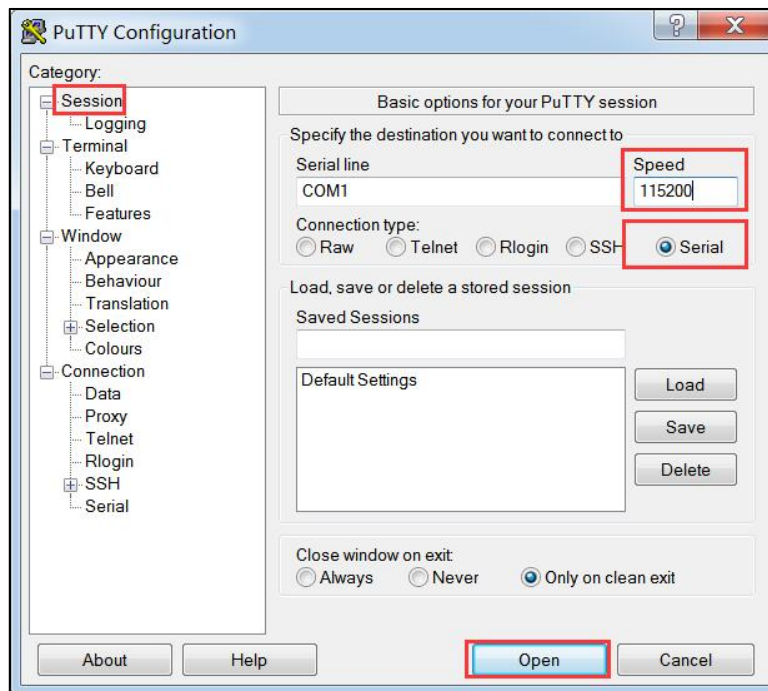 PuTTY Configuration
Category:
Session
Logging
Terminal
Keyboard
Bell
Features
Window
Appearance
Behaviour
Translation
Selection
Colours
Connection
Data
Proxy
Telnet
Rlogin
SSH
Serial
Basic options for your PuTTY session
Specify the destination you want to connect to
Serial line Speed
COM1 115200
Connection type:
Raw Telnet Rlogin SSH Serial
Load, save or delete a stored session
Saved Sessions
Default Settings
Load
Save
Delete
Close window on exit:
Always Never Only on clean exit
About Help Open Cancel